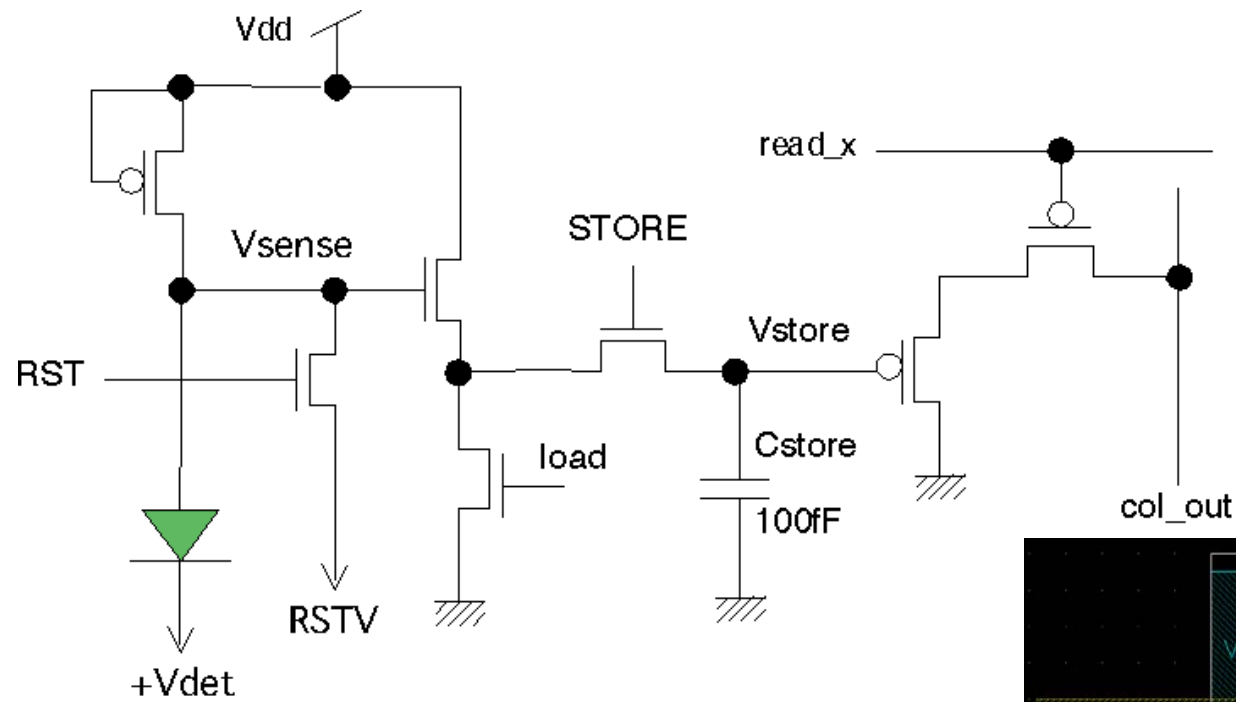 Vdd
read_x
STORE
Vsense
Vstore
RST
load
Cstore
100fF
col_out
RSTV
+Vdet